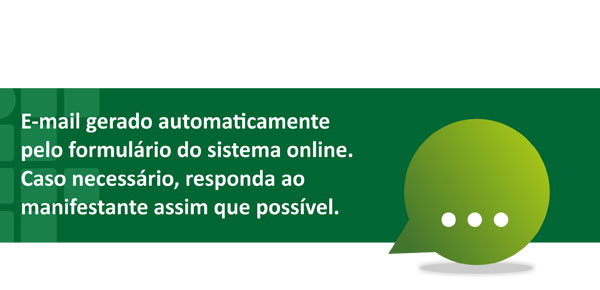 E-mail gerado automaticamente
pelo formulário do sistema online.
Caso necessário, responda ao
manifestante assim que possível.